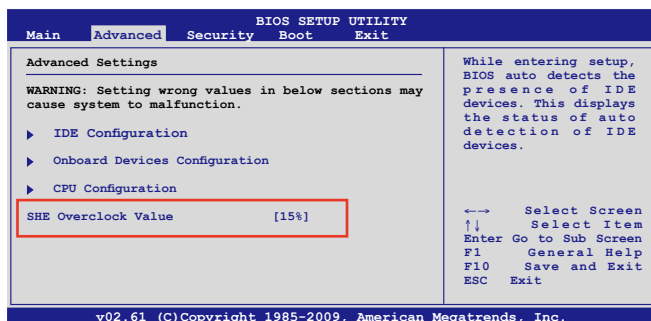 BIOS SETUP UTILITY
Main Advanced Security Boot Exit
Advanced Settings
WARNING: Setting wrong values in below sections may
cause system to malfunction.
IDE Configuration
Onboard Devices Configuration
CPU Configuration
SHE Overclock Value [15%]
While entering setup,
BIOS auto detects the
presence of IDE
devices. This displays
the status of auto
detection of IDE
devices.
←→ Select Screen
↑↓ Select Item
Enter Go to Sub Screen
F1 General Help
F10 Save and Exit
ESC Exit
v02.61 (C)Copyright 1985-2009, American Megatrends, Inc.